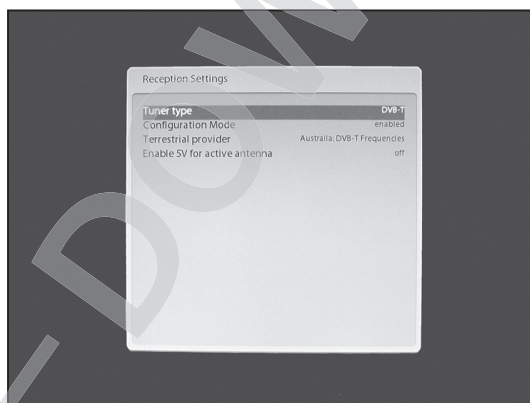 Reception Settings
Tuner type DVB-T
Configuration Mode enabled
Terrestrial provider Australia: DVB-T Frequencies
Enable 5V for active antenna off